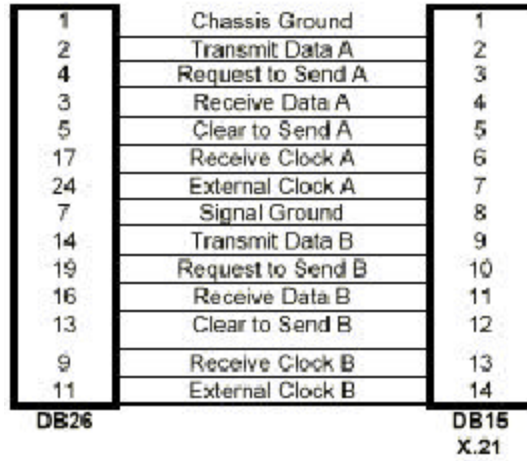 1 Chassis Ground 1
2 Transmit Data A 2
4 Request to Send A 3
3 Receive Data A 4
5 Clear to Send A 5
17 Receive Clock A 6
24 External Clock A 7
7 Signal Ground 8
14 Transmit Data B 9
19 Request to Send B 10
16 Receive Data B 11
13 Clear to Send B 12
9 Receive Clock B 13
11 External Clock B 14
DB26 DB15
X.21